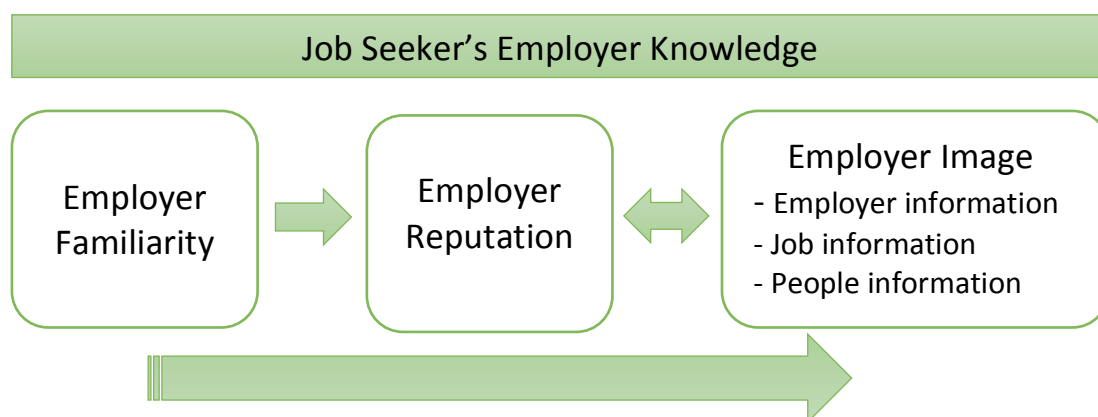 Job Seeker’s Employer Knowledge
Employer
Familiarity
Employer
Reputation
Employer Image
- Employer information
- Job information
- People information